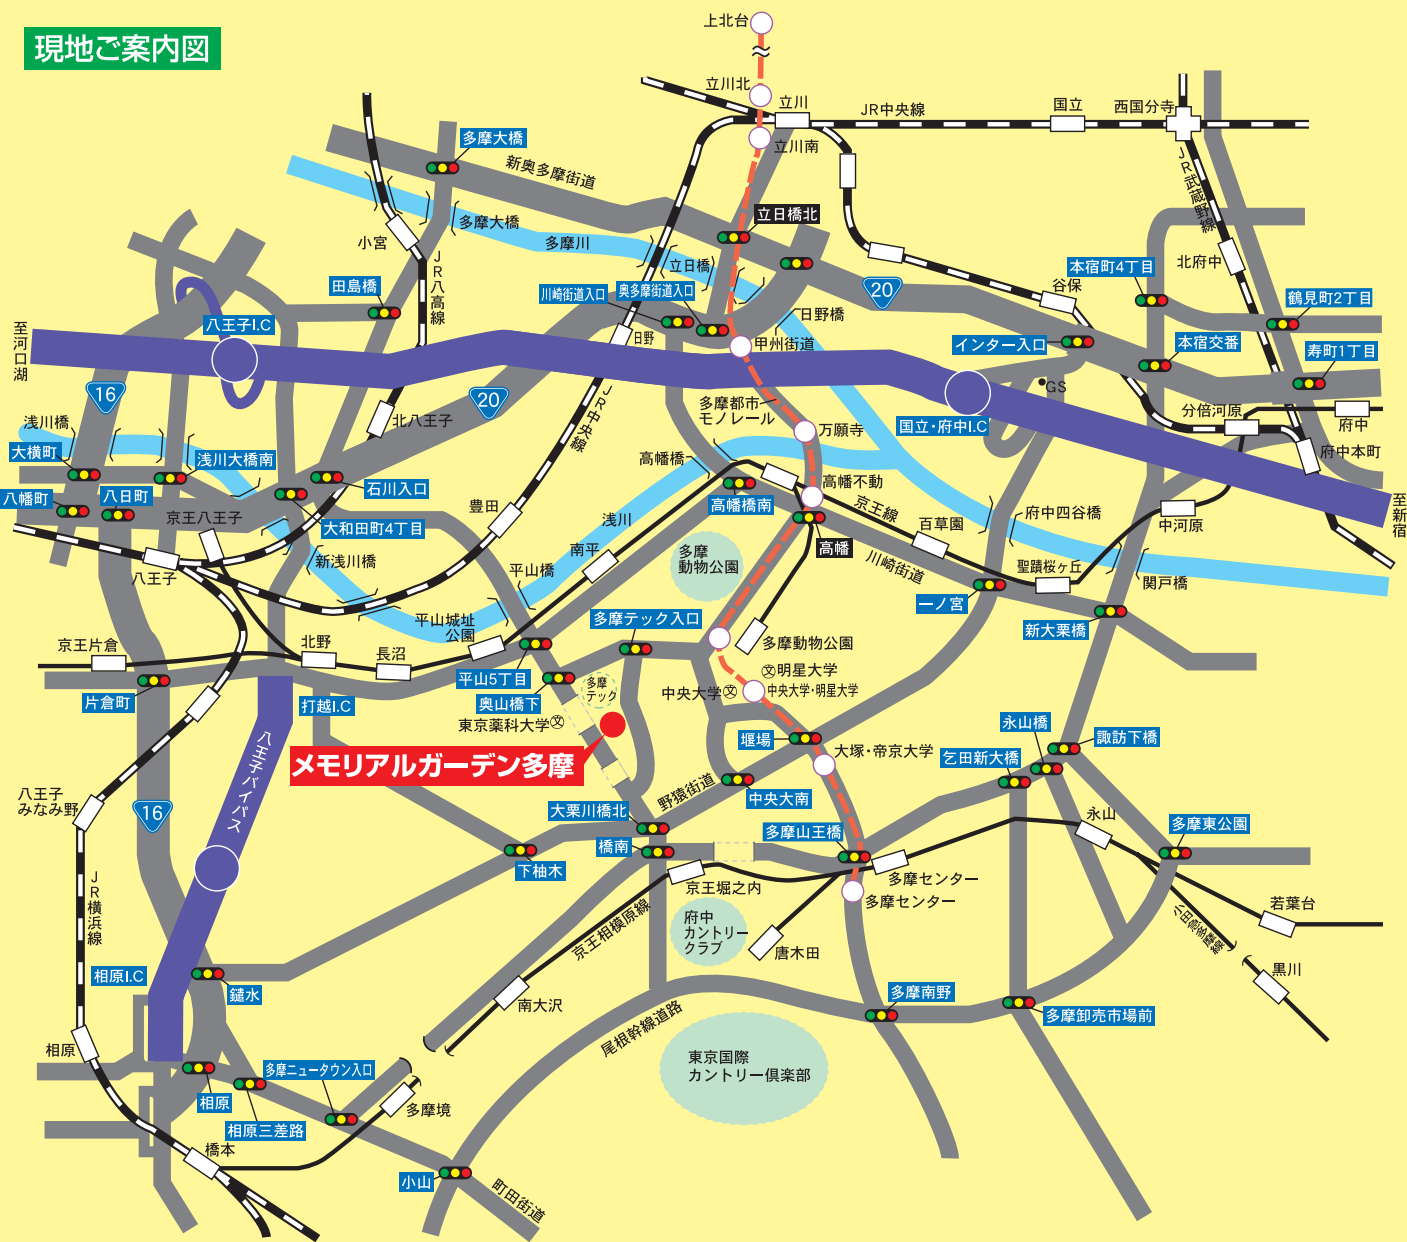 現地ご案内図
上北台
立川北
立川
JR中央線
国立
西国分寺
立川南
多摩大橋
新奥多摩街道
JR武蔵野線
立日橋北
多摩大橋
小宮
多摩川
立日橋
北府中
本宿町4丁目
谷保
JR八高線
田島橋
川崎街道入口
奥多摩街道入口
20
鶴見町2丁目
八王子I.C
日野橋
至河口湖
日野
甲州街道
インター入口
本宿交番
寿町1丁目
16
20
GS
浅川橋
北八王子
JR中央線
多摩都市
モノレール
万願寺
国立・府中I.C
分倍河原
府中
大横町
浅川大橋南
高幡橋
府中本町
八幡町
八日町
石川入口
高幡橋南
高幡不動
京王線
至新宿
京王八王子
大和田町4丁目
豊田
浅川
百草園
府中四谷橋
中河原
新浅川橋
南平
多摩
動物公園
高幡
川崎街道
聖蹟桜ヶ丘
関戸橋
八王子
平山橋
一ノ宮
平山城址
公園
多摩テック入口
新大栗橋
京王片倉
北野
長沼
多摩動物公園
片倉町
打越I.C
平山5丁目
奥山橋下
多摩
テック
文明星大学
中央大学文
中央大学・明星大学
東京薬科大学文
永山橋
諏訪下橋
堰場
大塚・帝京大学
乞田新大橋
メモリアルガーデン多摩
八王子バイパス
八王子
みなみ野
16
野猿街道
中央大南
大栗川橋北
永山
多摩東公園
橋南
多摩山王橋
下柚木
京王堀之内
多摩センター
多摩センター
JR横浜線
京王相模原線
府中
カントリー
クラブ
唐木田
小田急多摩線
若葉台
相原I.C
鑓水
南大沢
黒川
多摩南野
多摩卸売市場前
尾根幹線道路
相原
東京国際
カントリー倶楽部
多摩ニュータウン入口
相原
多摩境
相原三差路
橋本
小山
町田街道